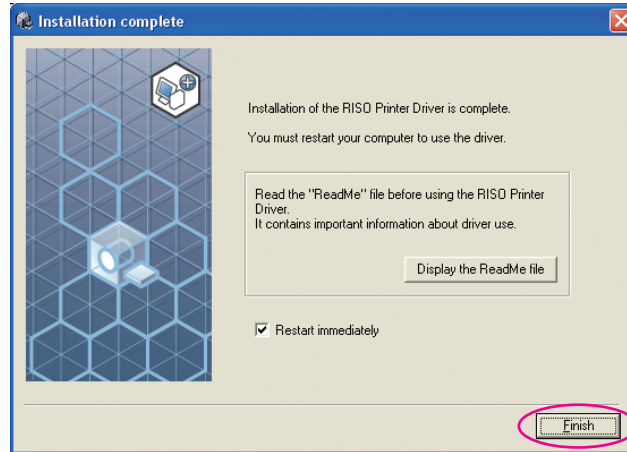 Installation complete
Installation of the RISO Printer Driver is complete.
You must restart your computer to use the driver.
Read the "ReadMe" file before using the RISO Printer
Driver.
It contains important information about driver use.
Display the ReadMe file
Restart immediately
Finish